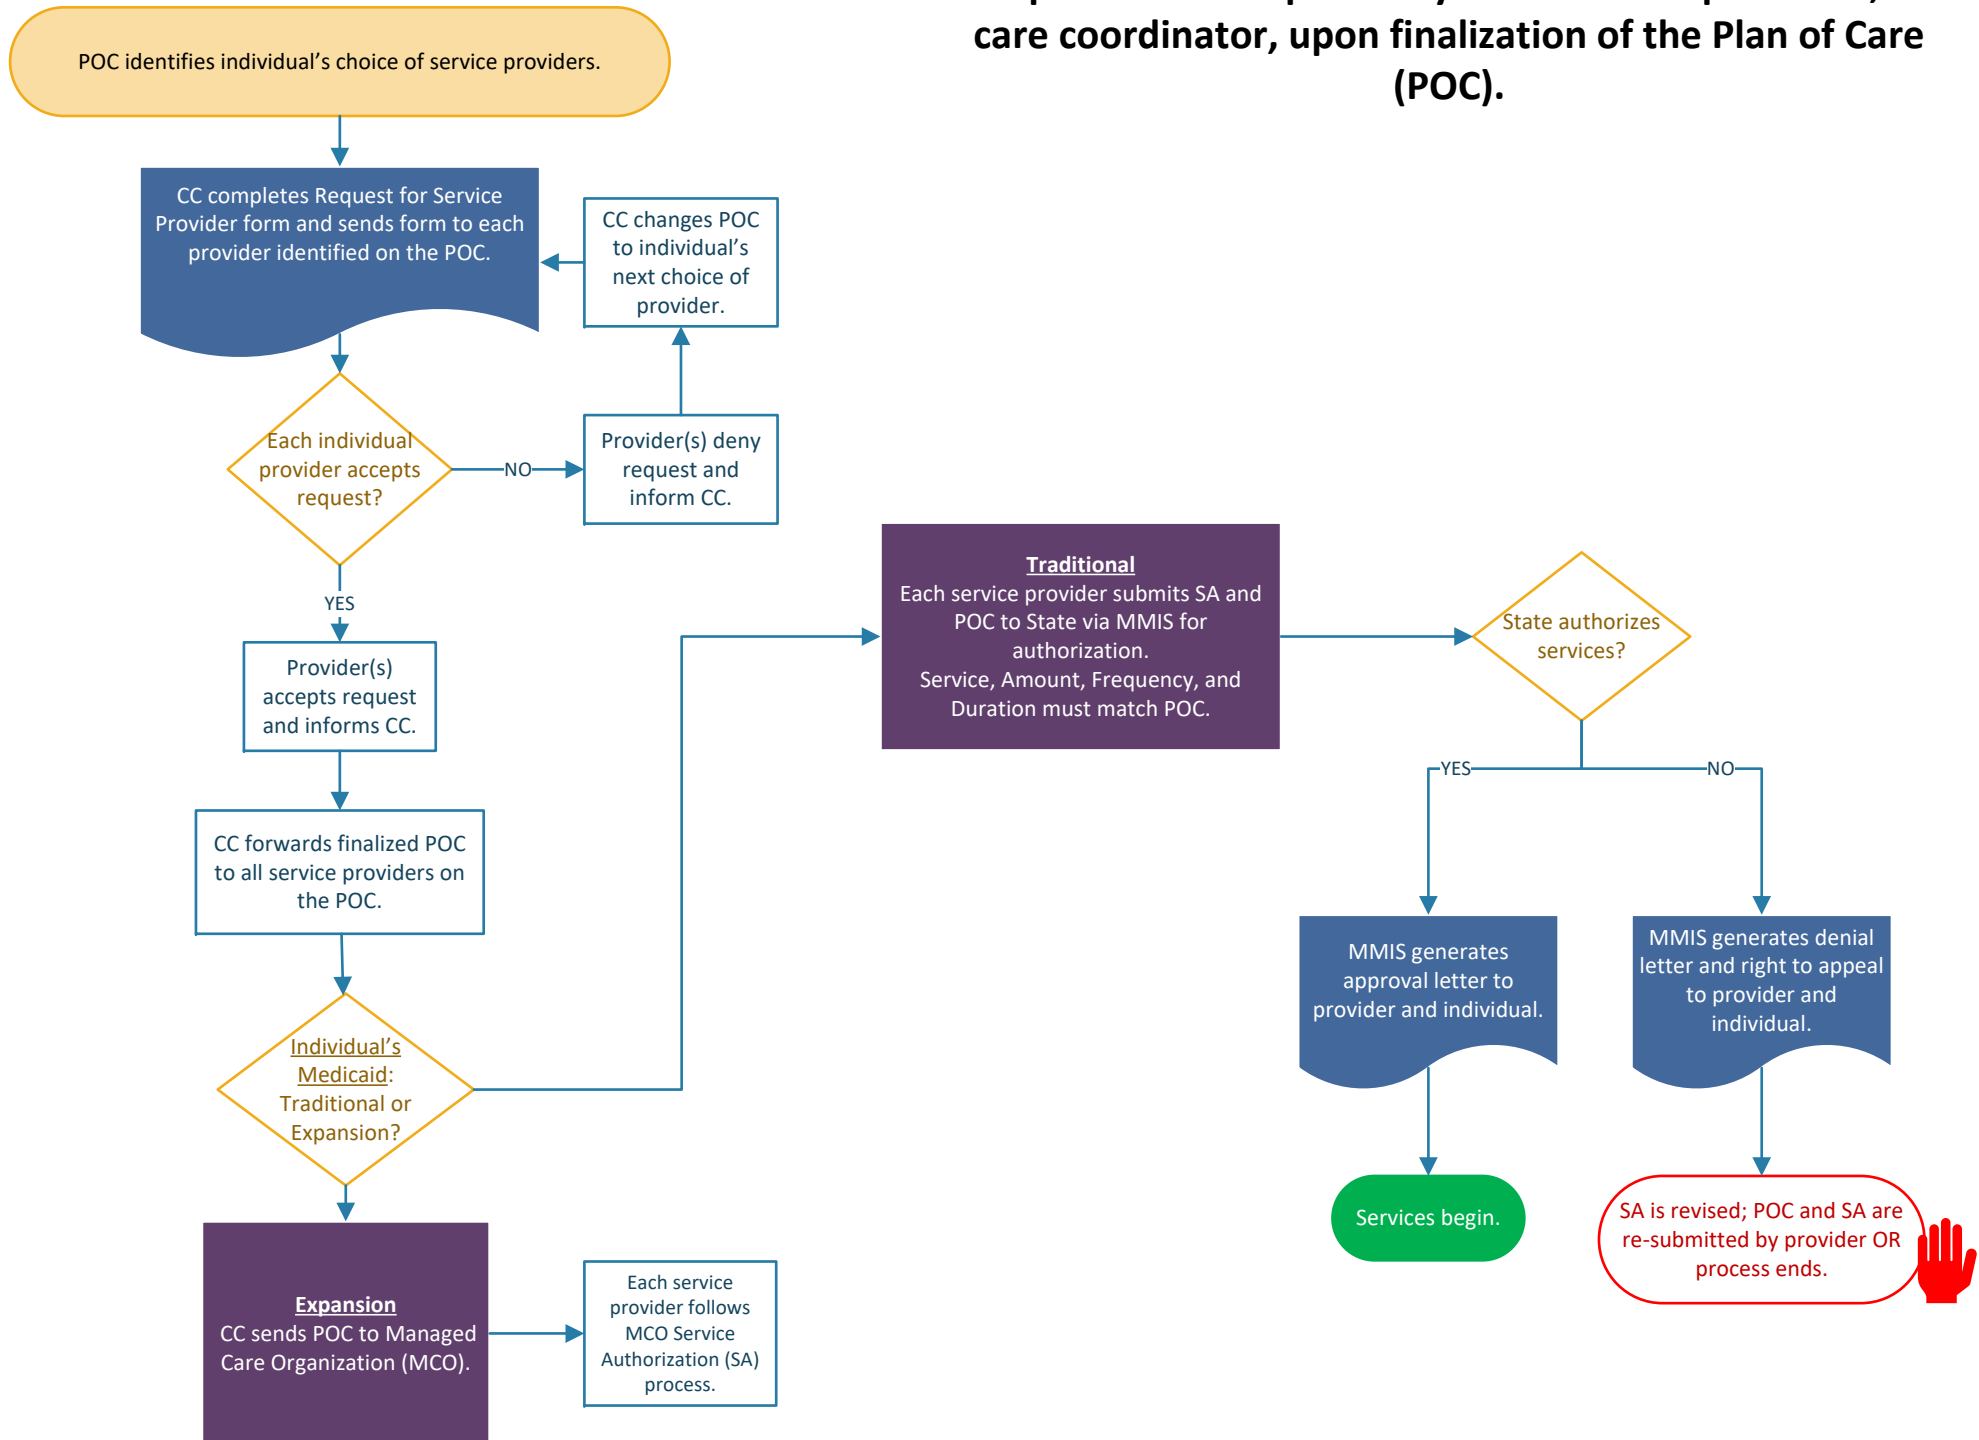 care coordinator, upon finalization of the Plan of Care
(POC).
POC identifies individual’s choice of service providers.
CC completes Request for Service
Provider form and sends form to each
provider identified on the POC.
CC changes POC
to individual’s
next choice of
provider.
Each individual
provider accepts
request?
NO
Provider(s) deny
request and
inform CC.
YES
Provider(s)
accepts request
and informs CC.
CC forwards finalized POC
to all service providers on
the POC.
Individual’s
Medicaid:
Traditional or
Expansion?
Expansion
CC sends POC to Managed
Care Organization (MCO).
Each service
provider follows
MCO Service
Authorization (SA)
process.
Traditional
Each service provider submits SA and
POC to State via MMIS for
authorization.
Service, Amount, Frequency, and
Duration must match POC.
State authorizes
services?
YES
NO
MMIS generates
approval letter to
provider and individual.
MMIS generates denial
letter and right to appeal
to provider and
individual.
Services begin.
SA is revised; POC and SA are
re-submitted by provider OR
process ends.